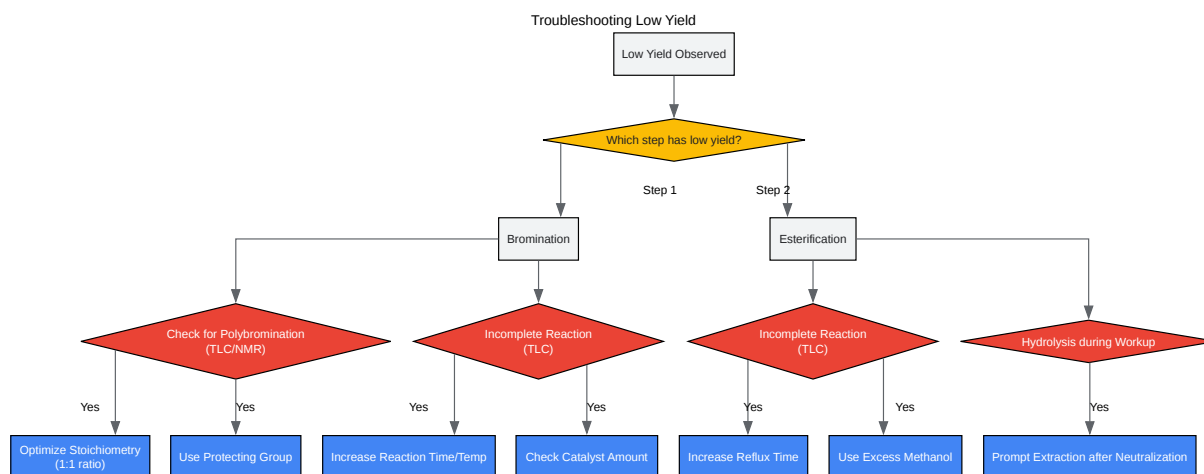 Troubleshooting Low Yield
Low Yield Observed
Which step has low yield?
Step 1
Step 2
Bromination
Esterification
Check for Polybromination
(TLC/NMR)
Incomplete Reaction
(TLC)
Incomplete Reaction
(TLC)
Hydrolysis during Workup
Yes
Yes
Yes
Yes
Yes
Yes
Yes
Optimize Stoichiometry
(1:1 ratio)
Use Protecting Group
Increase Reaction Time/Temp
Check Catalyst Amount
Increase Reflux Time
Use Excess Methanol
Prompt Extraction after Neutralization